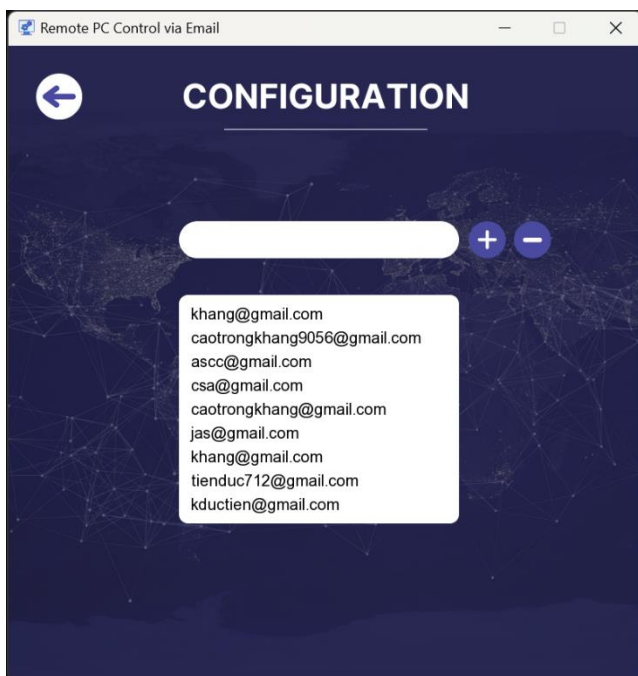 Remote PC Control via Email
CONFIGURATION
khang@gmail.com
caotrongkhang9056@gmail.com
ascc@gmail.com
csa@gmail.com
caotrongkhang@gmail.com
jas@gmail.com
khang@gmail.com
tienduc712@gmail.com
kductien@gmail.com